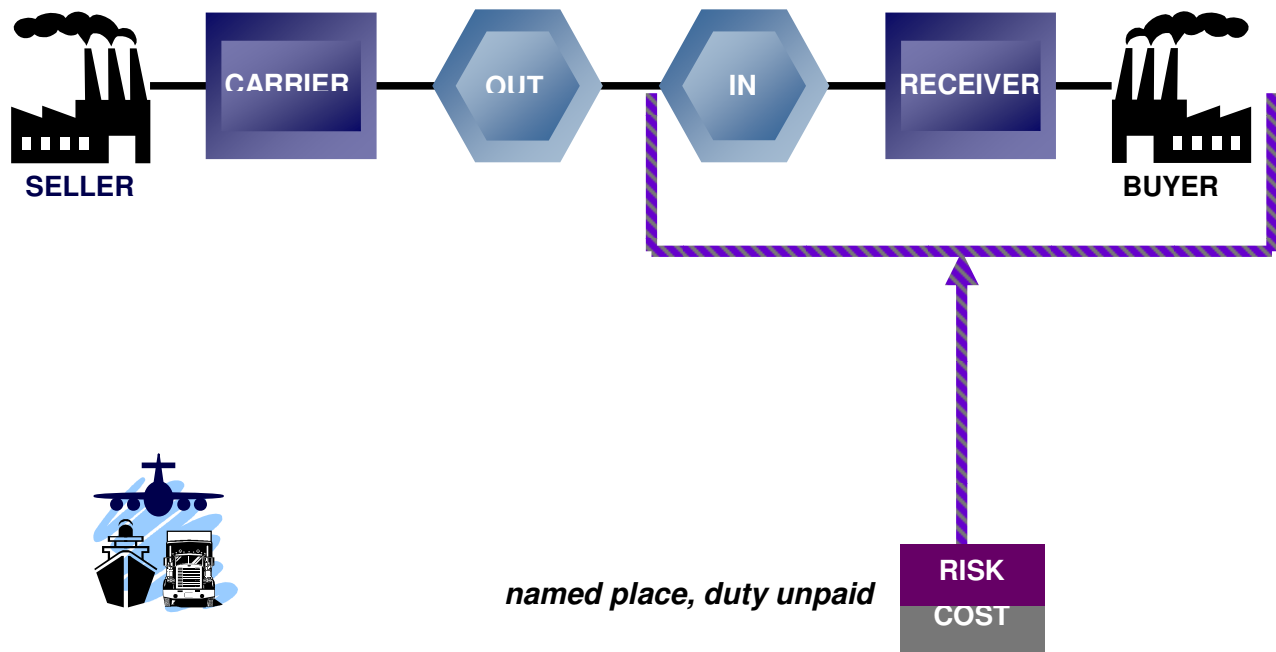 CARRIER
OUT
IN
RECEIVER
SELLER
BUYER
RISK
named place, duty unpaid
COST